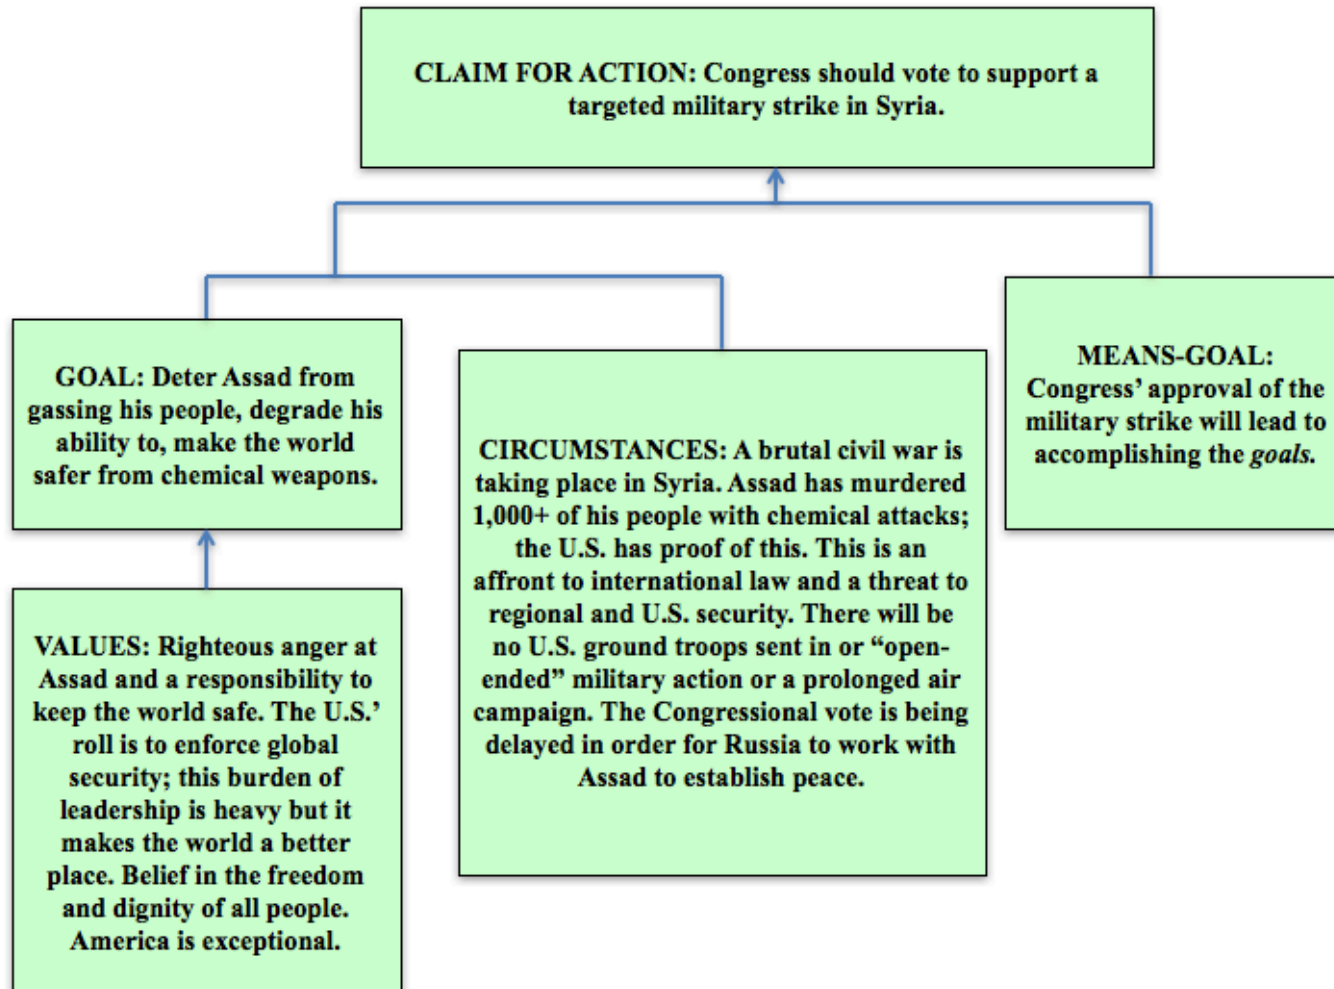 CLAIM FOR ACTION: Congress should vote to support a
targeted military strike in Syria.
GOAL: Deter Assad from
gassing his people, degrade his
ability to, make the world
safer from chemical weapons.
VALUES: Righteous anger at
Assad and a responsibility to
keep the world safe. The U.S.’
roll is to enforce global
security; this burden of
leadership is heavy but it
makes the world a better
place. Belief in the freedom
and dignity of all people.
America is exceptional.
CIRCUMSTANCES: A brutal civil war is
taking place in Syria. Assad has murdered
1,000+ of his people with chemical attacks;
the U.S. has proof of this. This is an
affront to international law and a threat to
regional and U.S. security. There will be
no U.S. ground troops sent in or “open-
ended” military action or a prolonged air
campaign. The Congressional vote is being
delayed in order for Russia to work with
Assad to establish peace.
MEANS-GOAL:
Congress’ approval of the
military strike will lead to
accomplishing the goals.